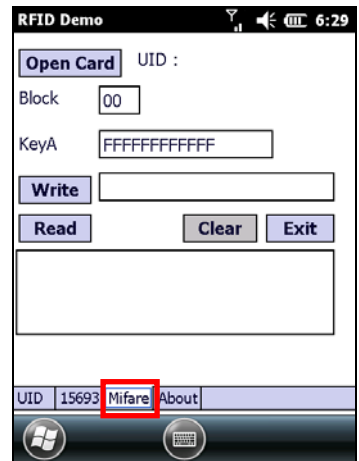 RFID Demo 6:29
Open Card UID :
Block 00
KeyA FFFFFFFFFFFF
Write
Read Clear Exit
UID 15693 Mifare About